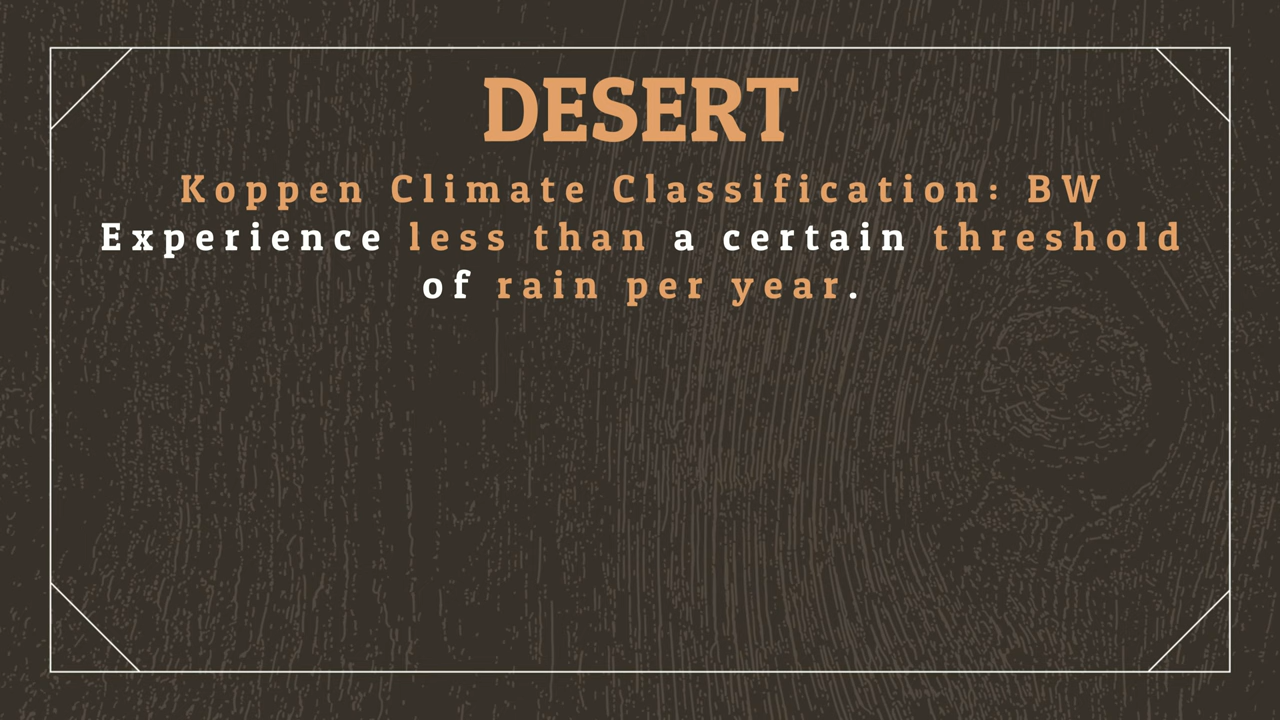 DESERT
Koppen Climate Classification: BW
Experience less than a certain threshold
of rain per year.